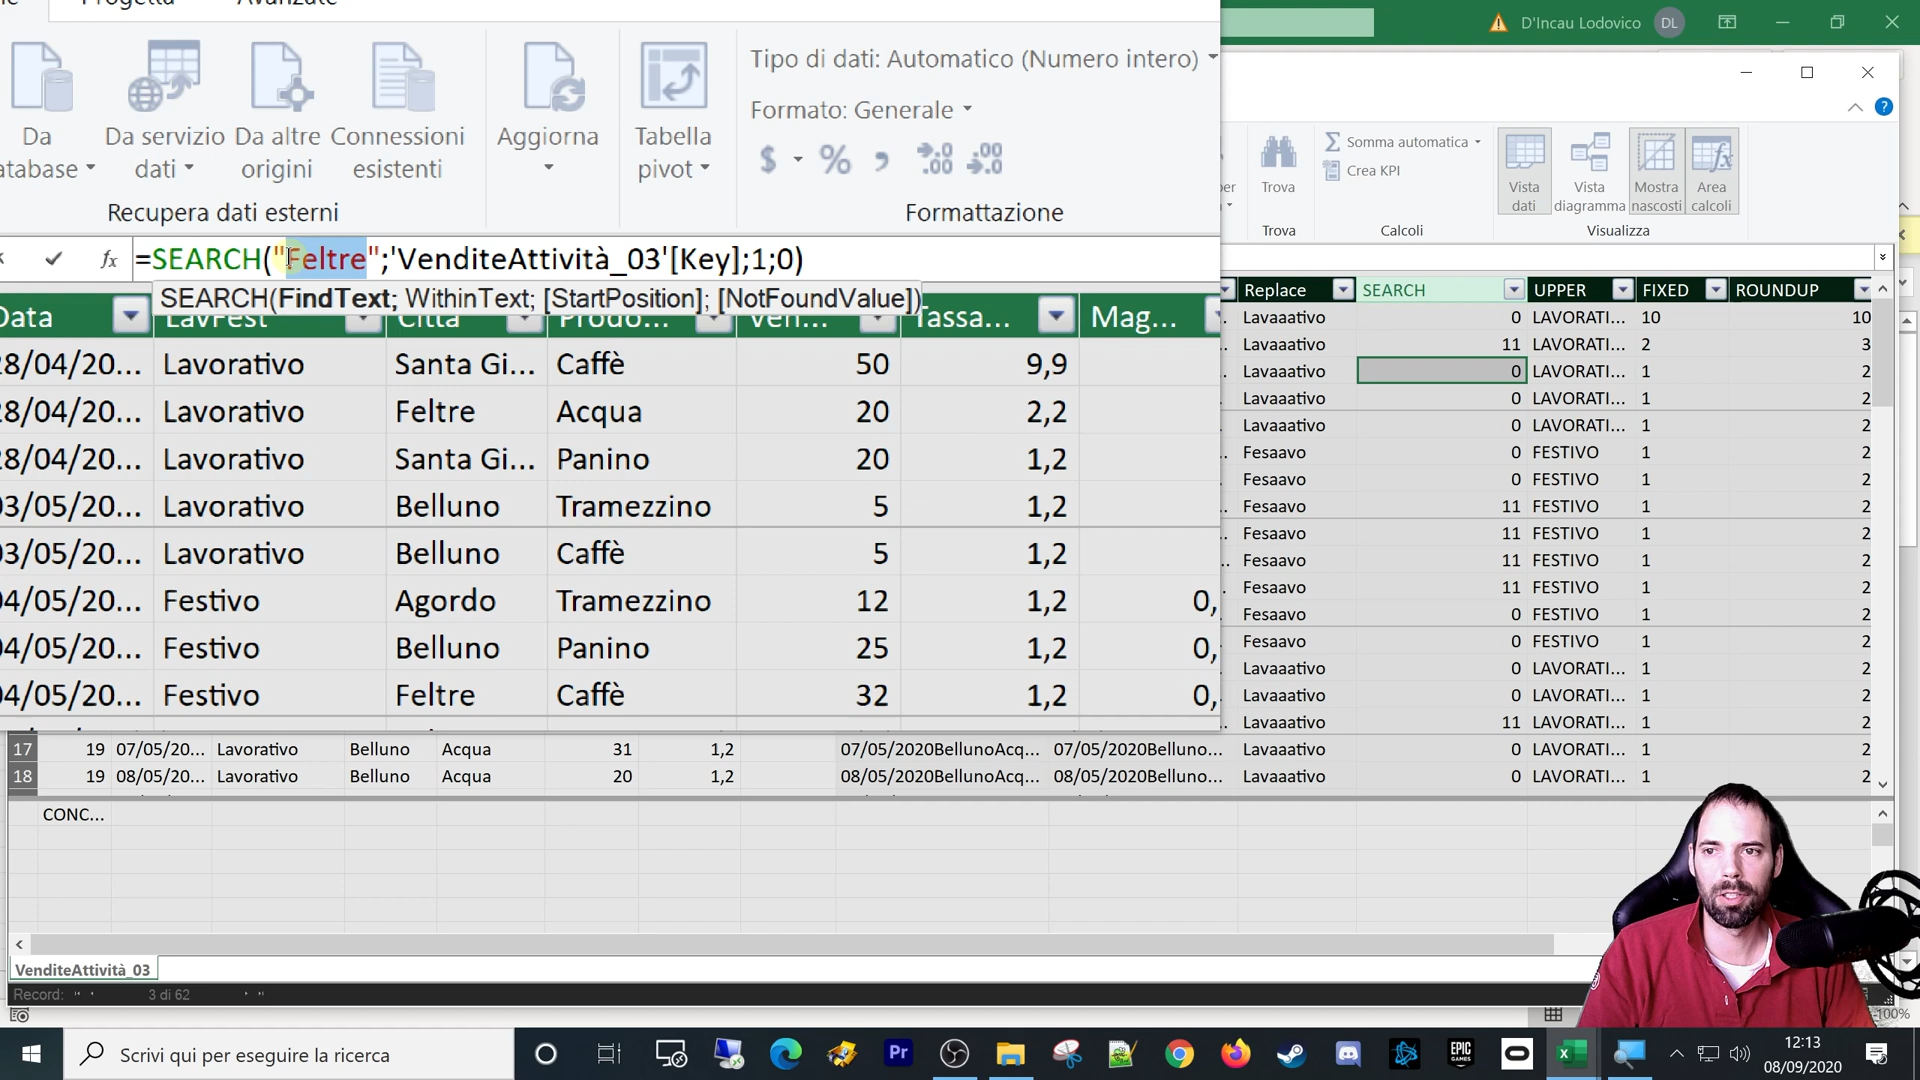 Progetta Avanzate
D'Incau Lodovico DL
Da Da servizio Da altre Connessioni Aggiorna Tabella
dati origini esistenti pivot
Recupera dati esterni
Tipo di dati: Automatico (Numero intero)
Formato: Generale
$ % , .00
Formattazione
Trova
Trova
Somma automatica
Crea KPI
Calcoli
Vista dati
Vista diagramma
Mostra nascosti
Area calcoli
Visualizza
fx =SEARCH("Feltre";'VenditeAttività_03'[Key];1;0)
SEARCH(FindText; WithinText; [StartPosition]; [NotFoundValue])
Data LavFest Città Prodo... Ven... Tassa... Mag...
28/04/20... Lavorativo Santa Gi... Caffè 50 9,9
28/04/20... Lavorativo Feltre Acqua 20 2,2
28/04/20... Lavorativo Santa Gi... Panino 20 1,2
03/05/20... Lavorativo Belluno Tramezzino 5 1,2
03/05/20... Lavorativo Belluno Caffè 5 1,2
04/05/20... Festivo Agordo Tramezzino 12 1,2 0,
04/05/20... Festivo Belluno Panino 25 1,2 0,
04/05/20... Festivo Feltre Caffè 32 1,2 0,
Replace SEARCH UPPER FIXED ROUNDUP
Lavaaativo 0 LAVORATI... 10 10
Lavaaativo 11 LAVORATI... 2 3
Lavaaativo 0 LAVORATI... 1 2
Lavaaativo 0 LAVORATI... 1 2
Lavaaativo 0 LAVORATI... 1 2
Fesaavo 0 FESTIVO 1 2
Fesaavo 0 FESTIVO 1 2
Fesaavo 11 FESTIVO 1 2
Fesaavo 11 FESTIVO 1 2
Fesaavo 11 FESTIVO 1 2
Fesaavo 11 FESTIVO 1 2
Fesaavo 0 FESTIVO 1 2
Fesaavo 0 FESTIVO 1 2
Lavaaativo 0 LAVORATI... 1 2
Lavaaativo 0 LAVORATI... 1 2
Lavaaativo 11 LAVORATI... 1 2
17 19 07/05/20... Lavorativo Belluno Acqua 31 1,2 07/05/2020BellunoAcq... 07/05/2020Belluno... Lavaaativo 0 LAVORATI... 1 2
18 19 08/05/20... Lavorativo Belluno Acqua 20 1,2 08/05/2020BellunoAcq... 08/05/2020Belluno... Lavaaativo 0 LAVORATI... 1 2
CONC...
VenditeAttività_03
Record: 3 di 62
100%
Scrivi qui per eseguire la ricerca
Pr
EPIC GAMES
12:13
08/09/2020